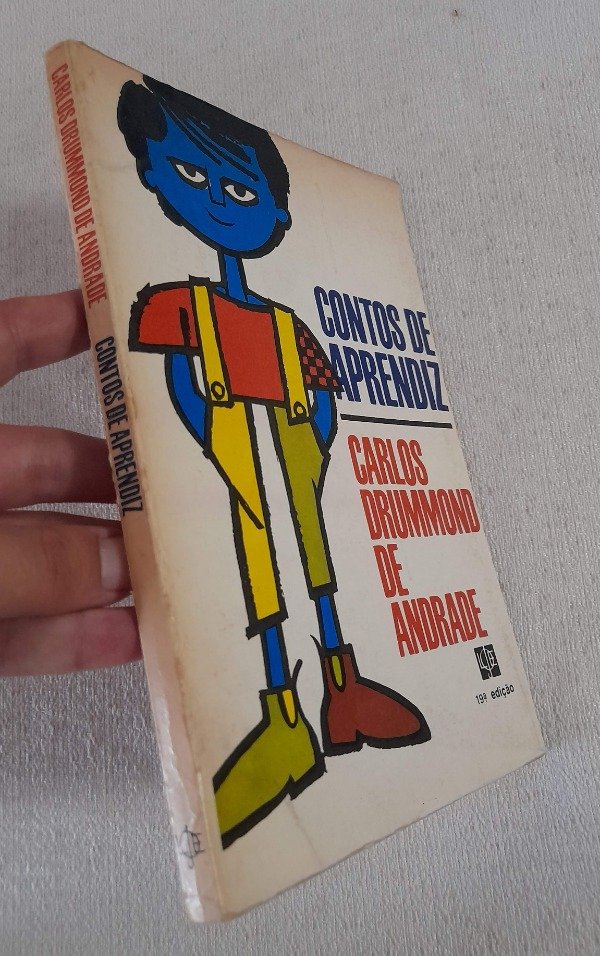 CARLOS DRUMMOND DE ANDRADE CONTOS DE APRENDIZ
CONTOS DE
APRENDIZ
CARLOS
DRUMMOND
DE
ANDRADE
19ª edição